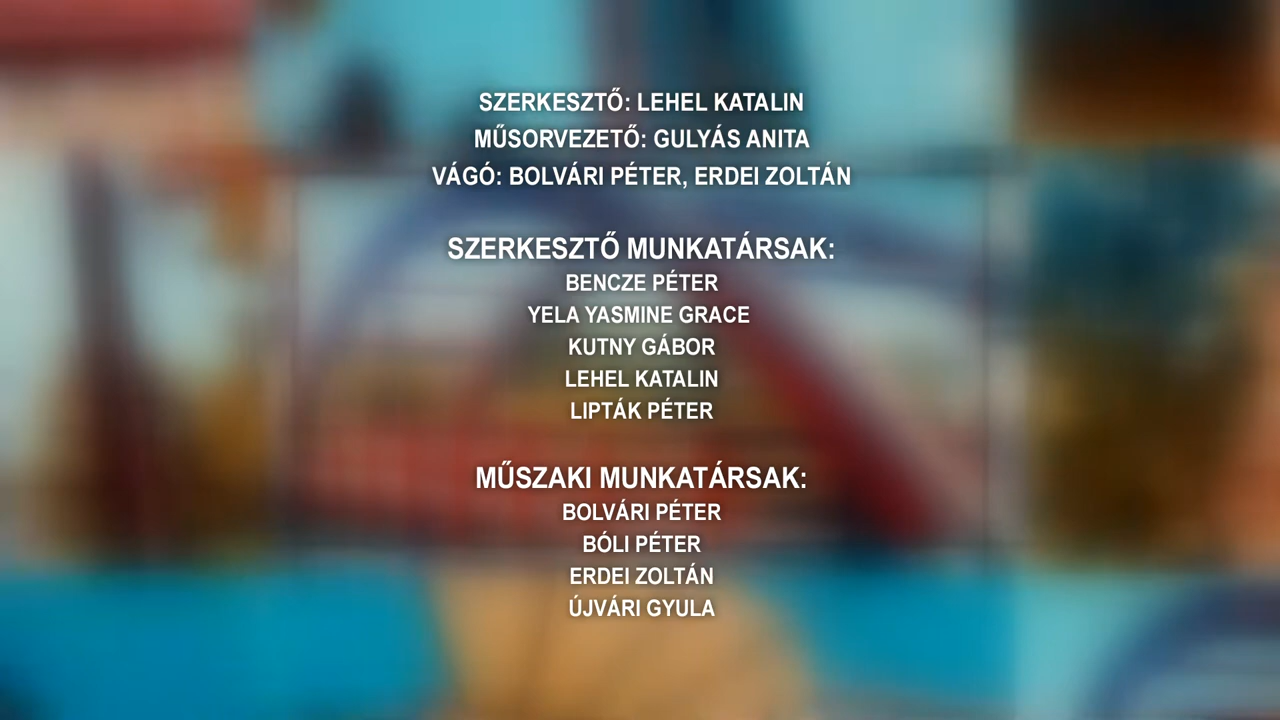 SZERKESZTŐ: LEHEL KATALIN
MŰSORVEZETŐ: GULYÁS ANITA
VÁGÓ: BOLVÁRI PÉTER, ERDEI ZOLTÁN
SZERKESZTŐ MUNKATÁRSAK:
BENCZE PÉTER
YELA YASMINE GRACE
KUTNY GÁBOR
LEHEL KATALIN
LIPTÁK PÉTER
MŰSZAKI MUNKATÁRSAK:
BOLVÁRI PÉTER
BÓLI PÉTER
ERDEI ZOLTÁN
ÚJVÁRI GYULA